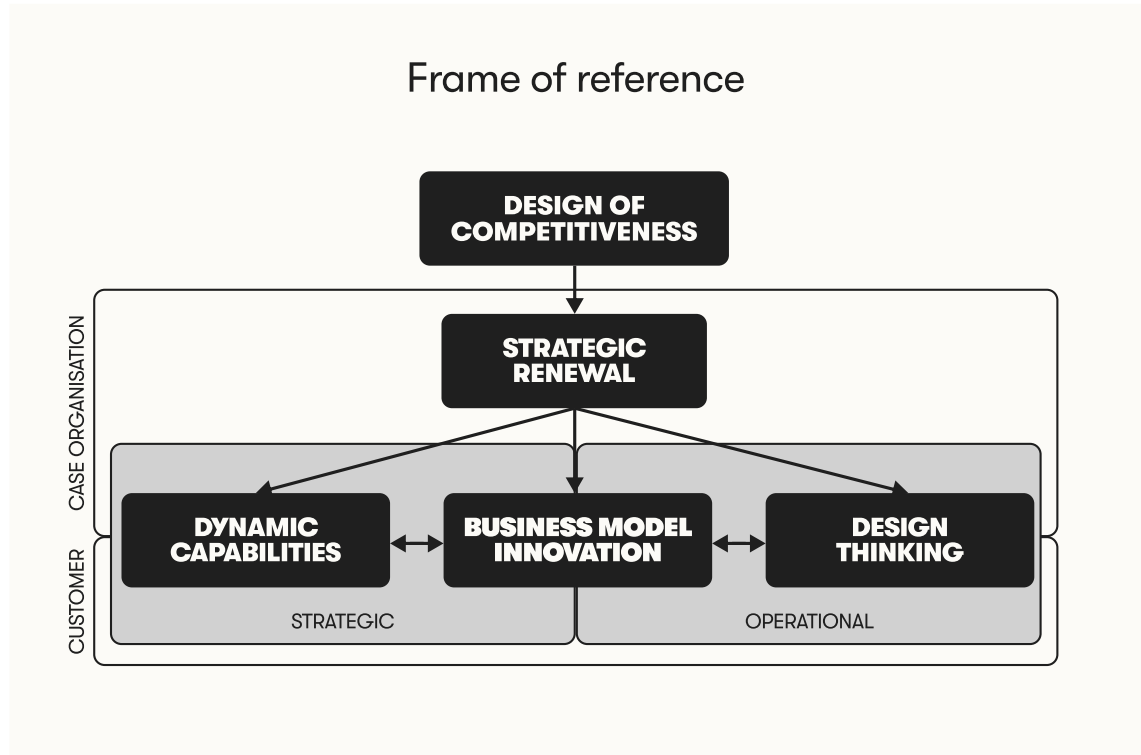 Frame of reference
DESIGN OF
COMPETITIVENESS
CASE ORGANISATION
STRATEGIC
RENEWAL
DYNAMIC
CAPABILITIES
BUSINESS MODEL
INNOVATION
DESIGN
THINKING
CUSTOMER
STRATEGIC
OPERATIONAL